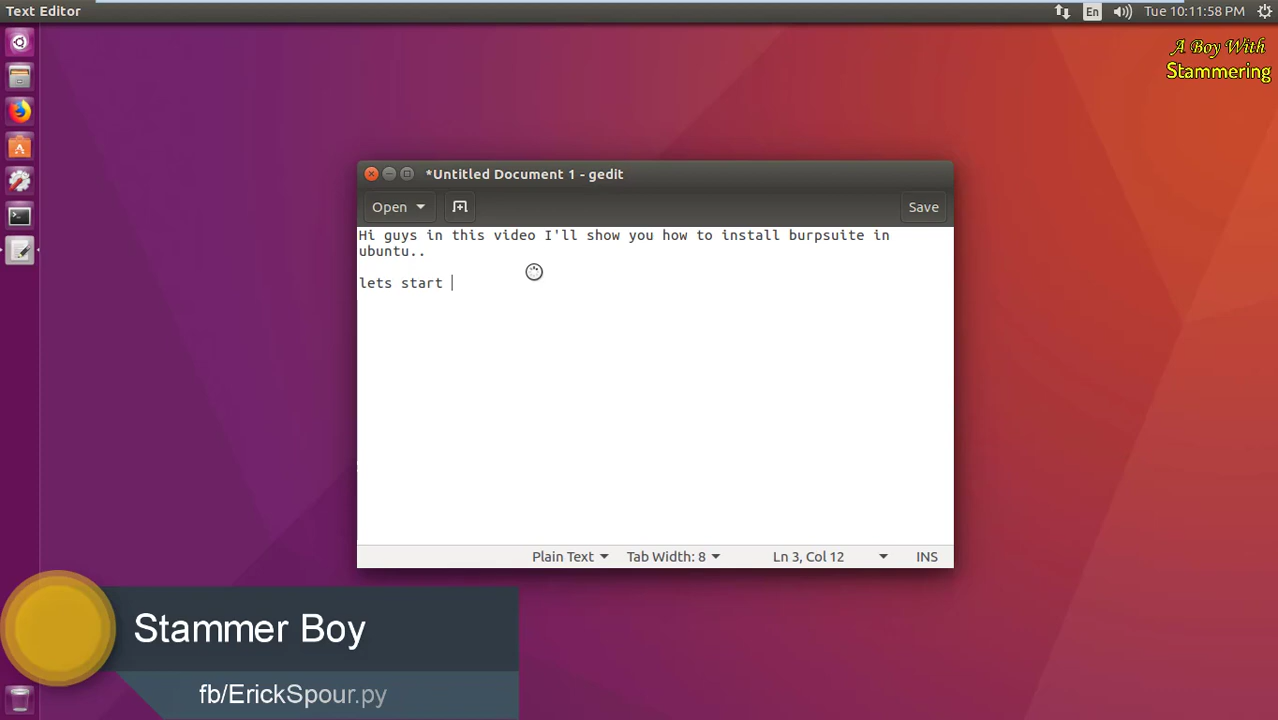 Text Editor
En
Tue 10:11:58 PM
A Boy With
Stammering
*Untitled Document 1 - gedit
Open
Save
Hi guys in this video I'll show you how to install burpsuite in
ubuntu..
lets start
Plain Text
Tab Width: 8
Ln 3, Col 12
INS
Stammer Boy
fb/ErickSpour.py